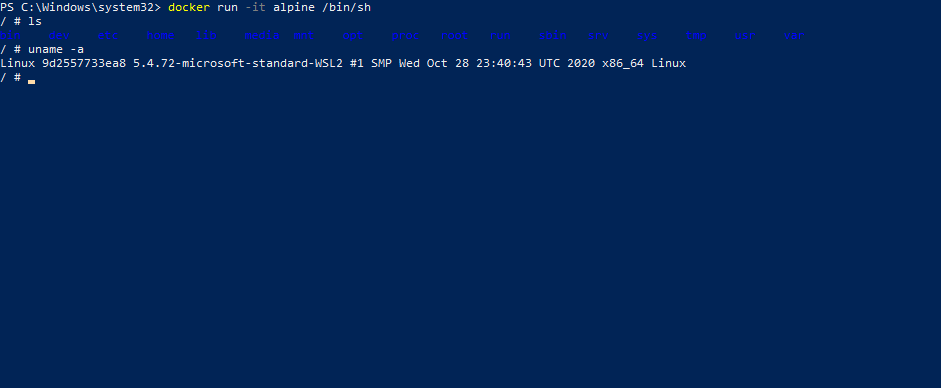 PS C:\Windows\system32> docker run -it alpine /bin/sh
/ # ls
bin dev etc home lib media mnt opt proc root run sbin srv sys tmp usr var
/ # uname -a
Linux 9d2557733ea8 5.4.72-microsoft-standard-WSL2 #1 SMP Wed Oct 28 23:40:43 UTC 2020 x86_64 Linux
/ #